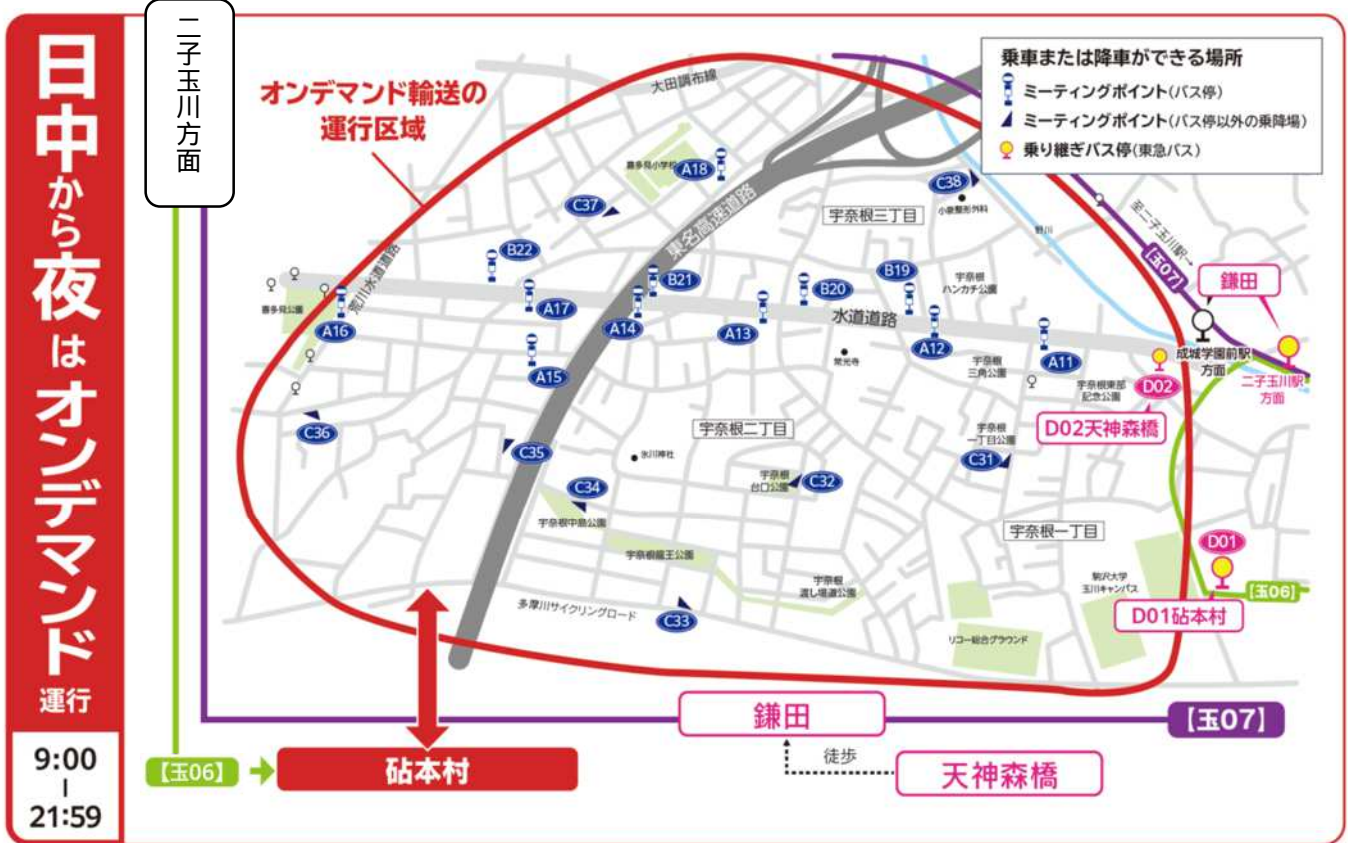 日中から夜はオンデマンド
運行
9:00
|
21:59
二子玉川方面
オンデマンド輸送の
運行区域
乗車または降車ができる場所
ミーティングポイント(バス停)
ミーティングポイント(バス停以外の乗降場)
乗り継ぎバス停(東急バス)
大田調布線
喜多見小学校
A18
C37
東名高速道路
C38
小泉整形外科
宇奈根三丁目
野川
至二子玉川駅→
【玉07】
鎌田
B22
荒川水道道路
喜多見公園
A16
A17
A14
B21
A13
B20
B19
宇奈根
ハンカチ公園
水道道路
A12
A11
A15
常光寺
宇奈根
三角公園
成城学園前駅
方面
二子玉川駅
方面
宇奈根東部
記念公園
D02
D02天神森橋
C36
宇奈根二丁目
宇奈根
一丁目公園
C31
C35
氷川神社
C34
宇奈根
台口公園
C32
宇奈根中島公園
宇奈根一丁目
D01
宇奈根龍王公園
宇奈根
渡し場道公園
駒沢大学
玉川キャンパス
【玉06】
D01砧本村
多摩川サイクリングロード
C33
リコー総合グラウンド
鎌田
【玉07】
【玉06】
砧本村
徒歩
天神森橋